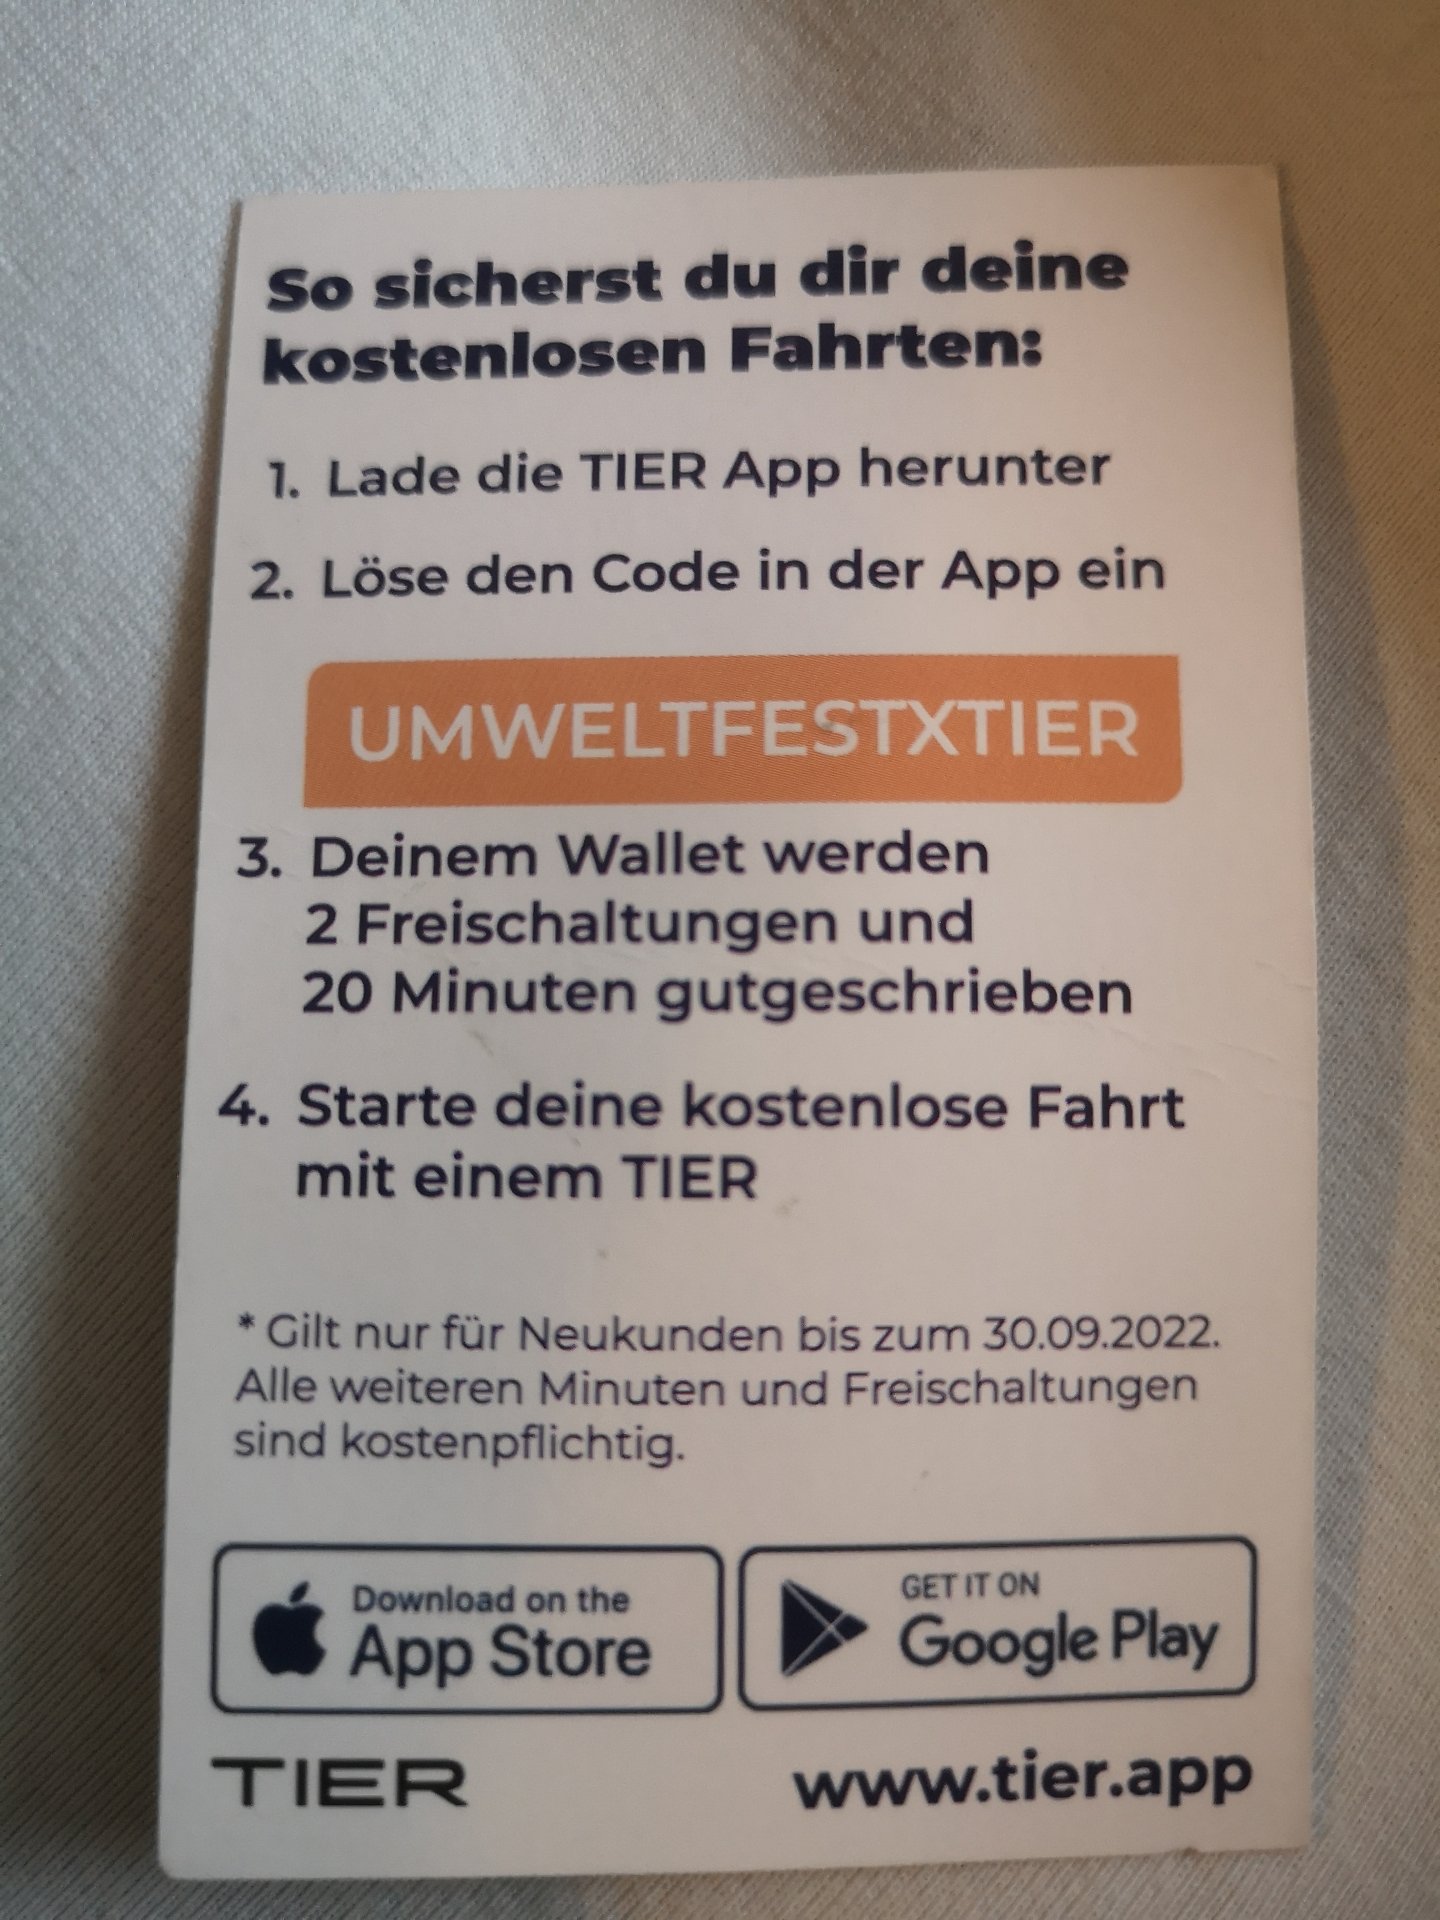 So sicherst du dir deine
kostenlosen Fahrten:
1. Lade die TIER App herunter
2. Löse den Code in der App ein
UMWELTFESTXTIER
3. Deinem Wallet werden
2 Freischaltungen und
20 Minuten gutgeschrieben
4. Starte deine kostenlose Fahrt
mit einem TIER
* Gilt nur für Neukunden bis zum 30.09.2022.
Alle weiteren Minuten und Freischaltungen
sind kostenpflichtig.
Download on the
App Store
GET IT ON
Google Play
TIER
www.tier.app